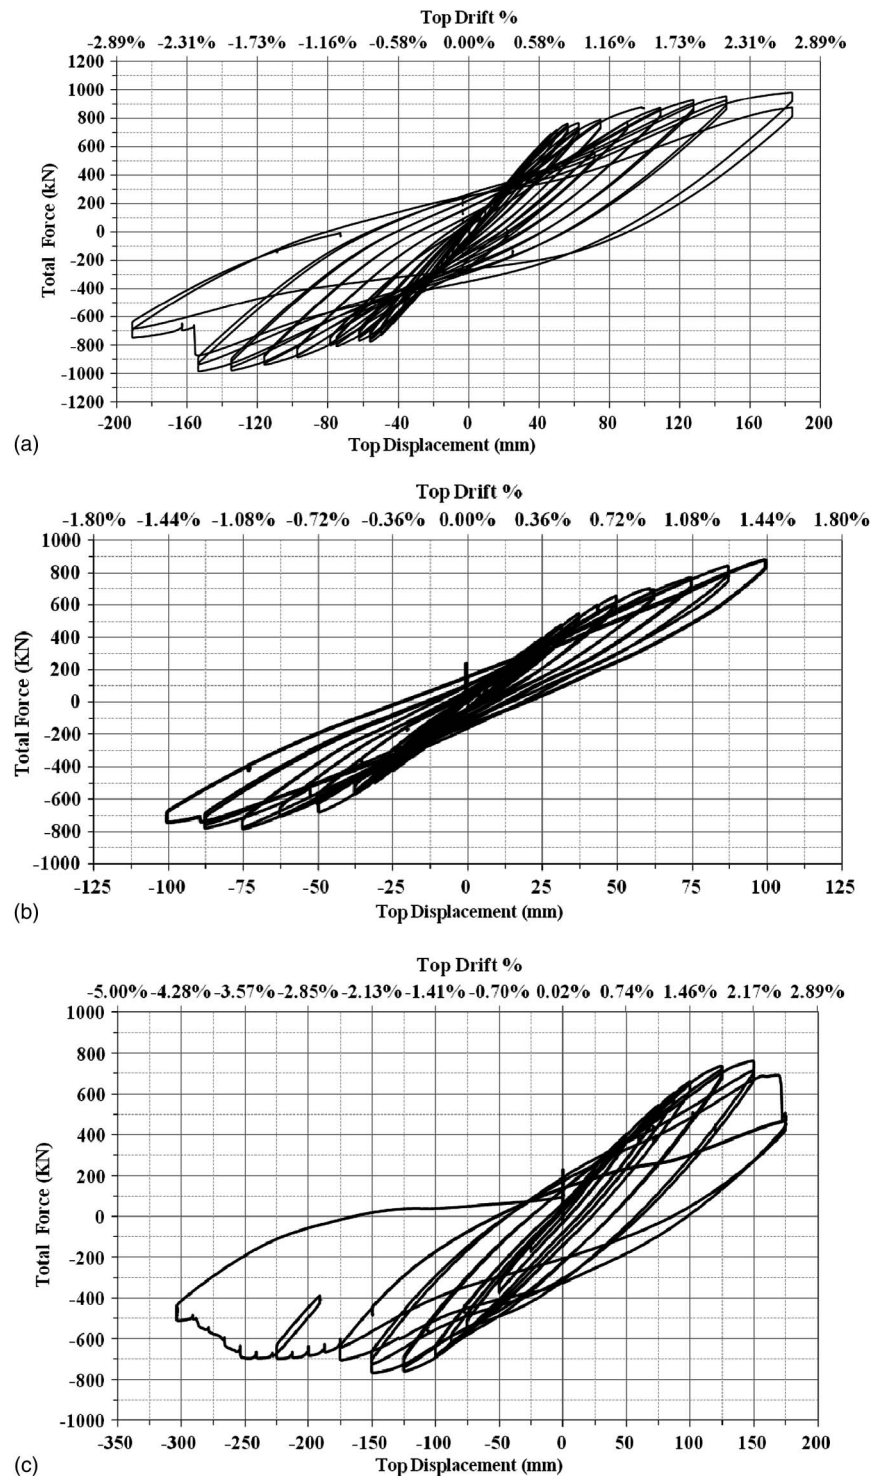 Top Drift %
-2.89% -2.31% -1.73% -1.16% -0.58% 0.00% 0.58% 1.16% 1.73% 2.31% 2.89%
1200
1000
800
600
400
200
0
-200
-400
-600
-800
-1000
-1200
Total Force (kN)
-200 -160 -120 -80 -40 0 40 80 120 160 200
Top Displacement (mm)
(a)
Top Drift %
-1.80% -1.44% -1.08% -0.72% -0.36% 0.00% 0.36% 0.72% 1.08% 1.44% 1.80%
1000
800
600
400
200
0
-200
-400
-600
-800
-1000
Total Force (KN)
-125 -100 -75 -50 -25 0 25 50 75 100 125
Top Displacement (mm)
(b)
Top Drift %
-5.00% -4.28% -3.57% -2.85% -2.13% -1.41% -0.70% 0.02% 0.74% 1.46% 2.17% 2.89%
1000
800
600
400
200
0
-200
-400
-600
-800
-1000
Total Force (KN)
-350 -300 -250 -200 -150 -100 -50 0 50 100 150 200
Top Displacement (mm)
(c)